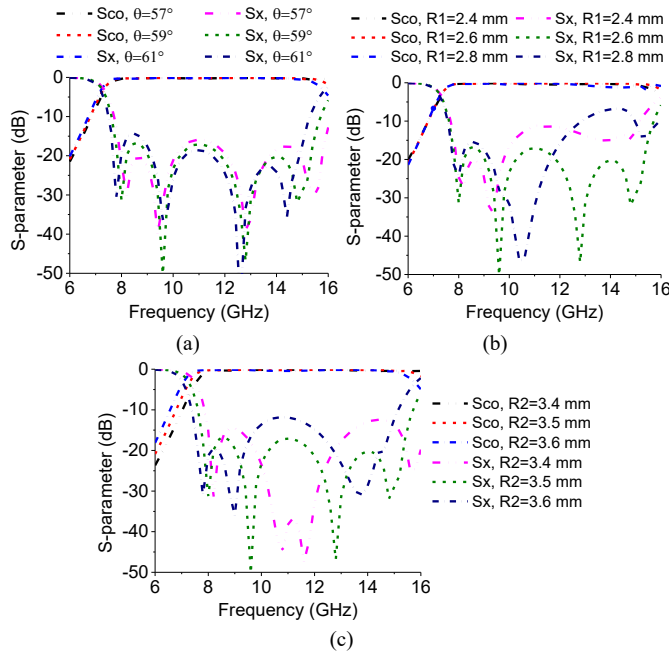 Sco, θ=57° Sx, θ=57°
Sco, θ=59° Sx, θ=59°
Sx, θ=61° Sx, θ=61°
0
-10
-20
-30
-40
-50
S-parameter (dB)
6 8 10 12 14 16
Frequency (GHz)
(a)
Sco, R1=2.4 mm Sx, R1=2.4 mm
Sco, R1=2.6 mm Sx, R1=2.6 mm
Sco, R1=2.8 mm Sx, R1=2.8 mm
0
-10
-20
-30
-40
-50
S-parameter (dB)
6 8 10 12 14 16
Frequency (GHz)
(b)
0
-10
-20
-30
-40
-50
S-parameter (dB)
6 8 10 12 14 16
Frequency (GHz)
Sco, R2=3.4 mm
Sco, R2=3.5 mm
Sco, R2=3.6 mm
Sx, R2=3.4 mm
Sx, R2=3.5 mm
Sx, R2=3.6 mm
(c)